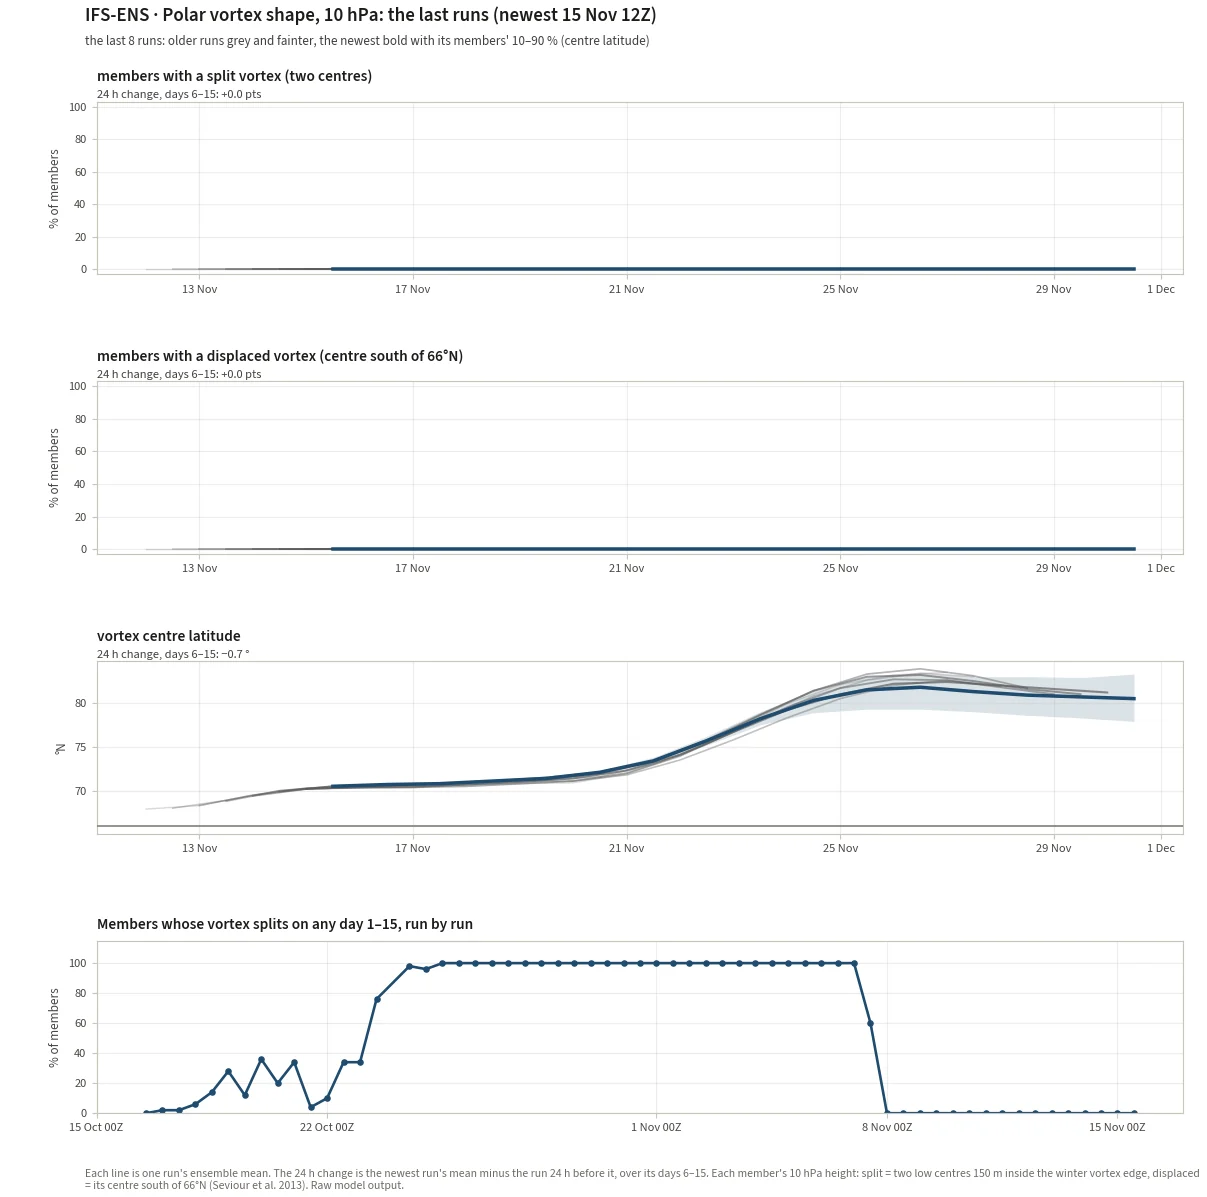 IFS-ENS · Polar vortex shape, 10 hPa: the last runs (newest 15 Nov 12Z)
the last 8 runs: older runs grey and fainter, the newest bold with its members' 10–90 % (centre latitude)
members with a split vortex (two centres)
24 h change, days 6–15: +0.0 pts
100
80
60
40
20
0
% of members
13 Nov
17 Nov
21 Nov
25 Nov
29 Nov
1 Dec
members with a displaced vortex (centre south of 66°N)
24 h change, days 6–15: +0.0 pts
100
80
60
40
20
0
% of members
13 Nov
17 Nov
21 Nov
25 Nov
29 Nov
1 Dec
vortex centre latitude
24 h change, days 6–15: −0.7 °
80
75
70
°N
13 Nov
17 Nov
21 Nov
25 Nov
29 Nov
1 Dec
Members whose vortex splits on any day 1–15, run by run
100
80
60
40
20
0
% of members
15 Oct 00Z
22 Oct 00Z
1 Nov 00Z
8 Nov 00Z
15 Nov 00Z
Each line is one run's ensemble mean. The 24 h change is the newest run's mean minus the run 24 h before it, over its days 6–15. Each member's 10 hPa height: split = two low centres 150 m inside the winter vortex edge, displaced
= its centre south of 66°N (Seviour et al. 2013). Raw model output.